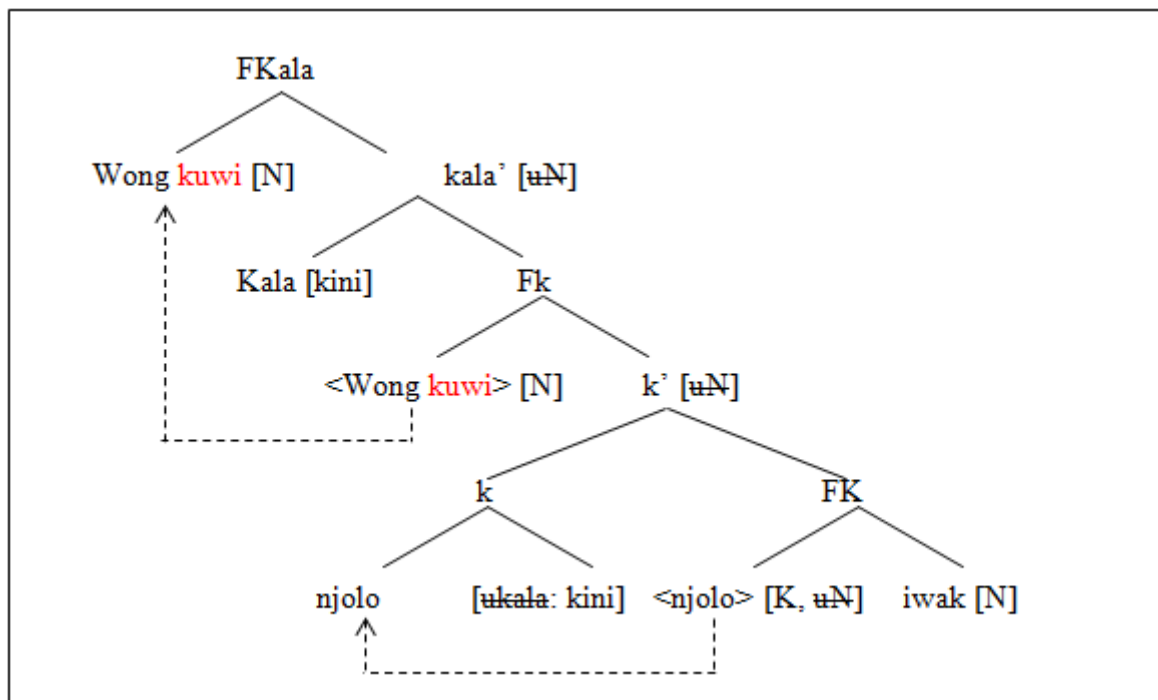 FKala
Wong kuwi [N] kala’ [uN]
Kala [kini] Fk
<Wong kuwi> [N] k’ [uN]
k FK
njolo [ukala: kini] <njolo> [K, uN] iwak [N]